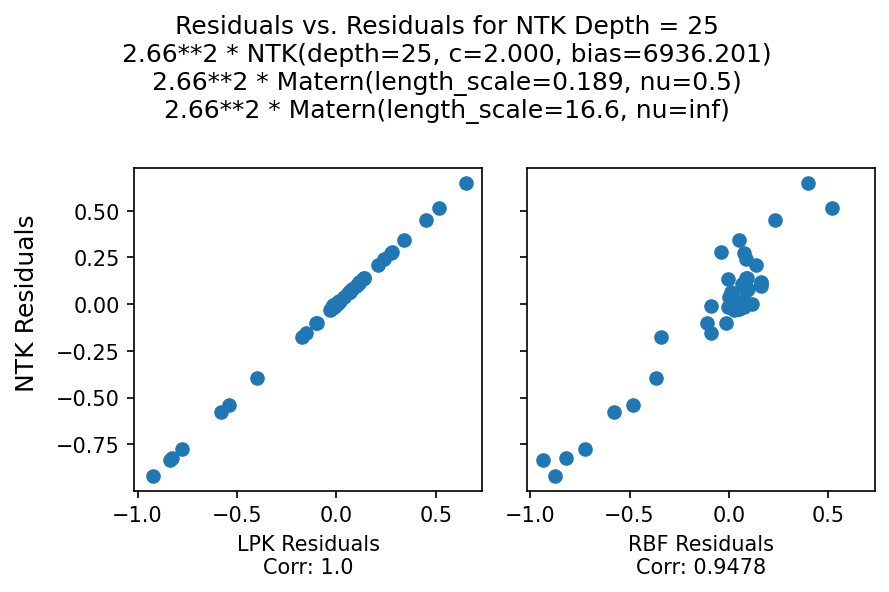 Residuals vs. Residuals for NTK Depth = 25
2.66**2 * NTK(depth=25, c=2.000, bias=6936.201)
2.66**2 * Matern(length_scale=0.189, nu=0.5)
2.66**2 * Matern(length_scale=16.6, nu=inf)
NTK Residuals
0.50
0.25
0.00
−0.25
−0.50
−0.75
−1.0 −0.5 0.0 0.5
LPK Residuals
Corr: 1.0
−1.0 −0.5 0.0 0.5
RBF Residuals
Corr: 0.9478